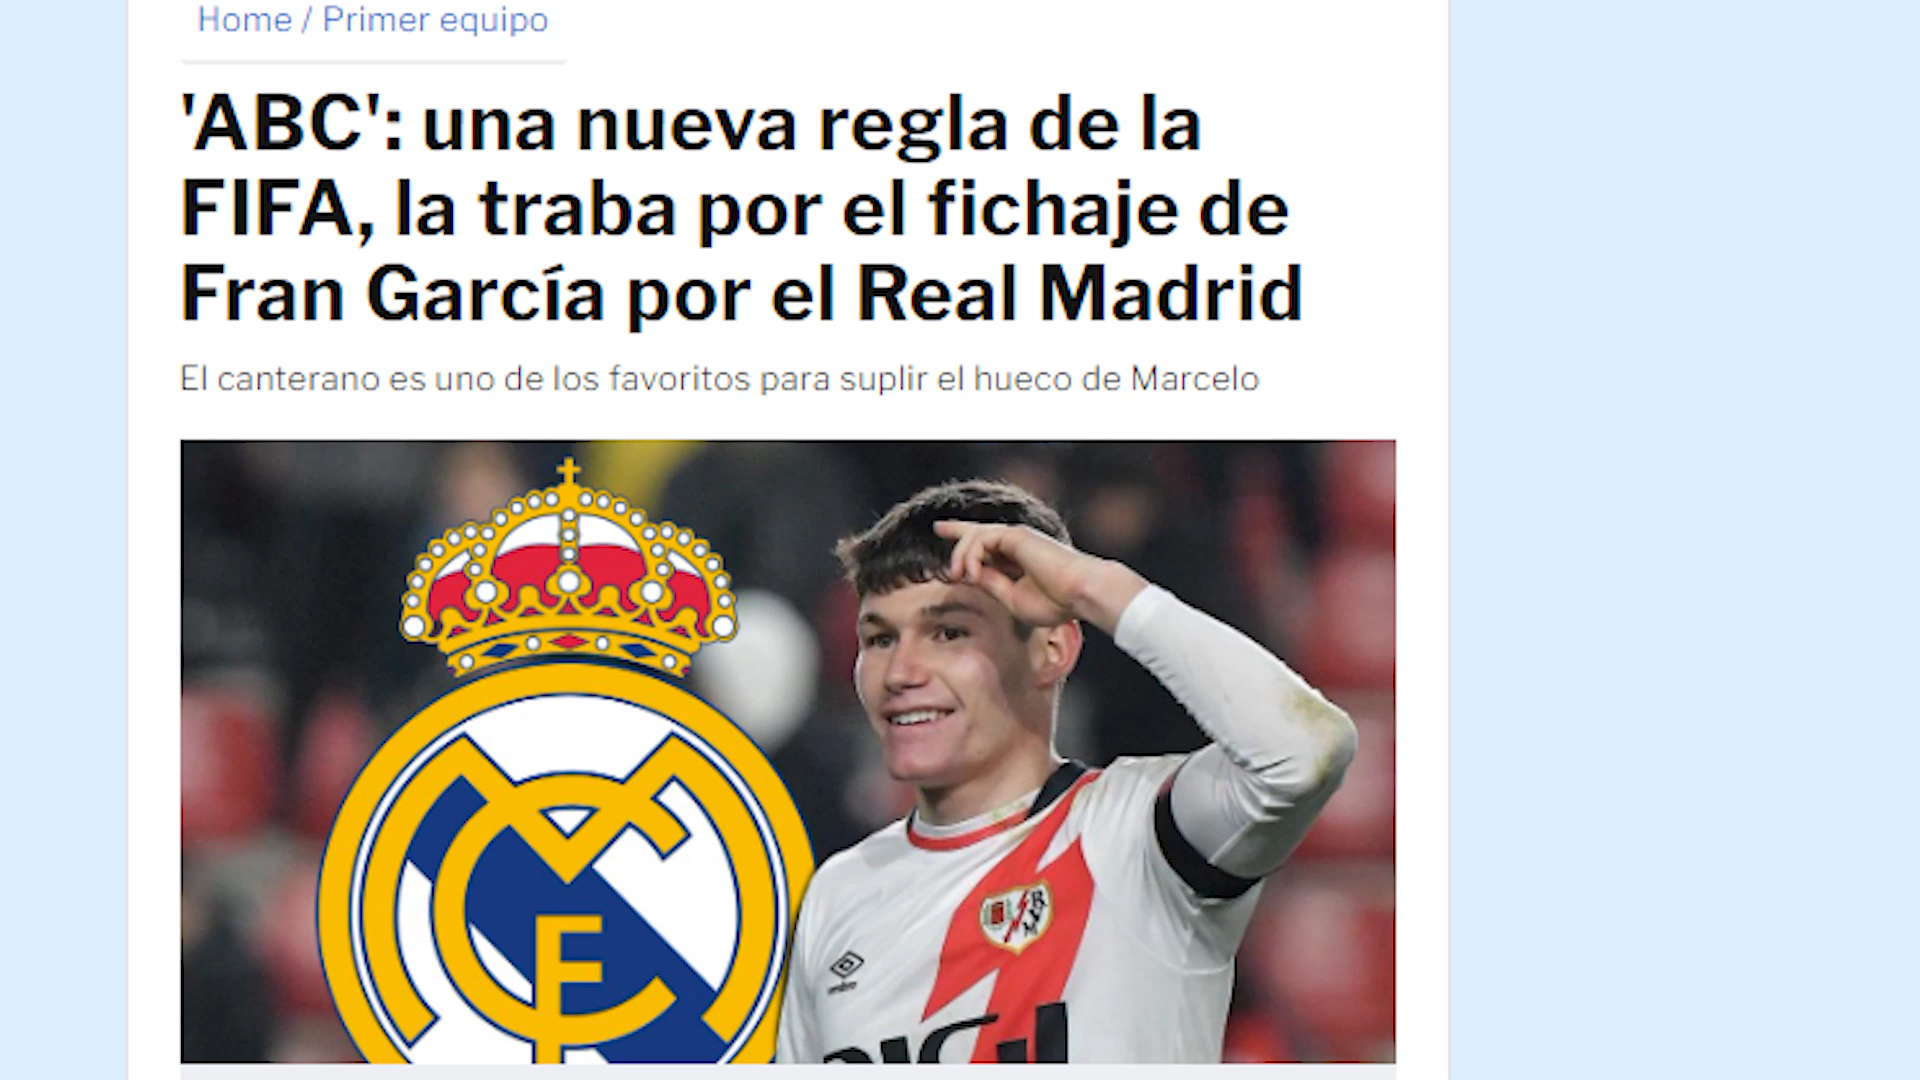 Home / Primer equipo
'ABC': una nueva regla de la
FIFA, la traba por el fichaje de
Fran García por el Real Madrid
El canterano es uno de los favoritos para suplir el hueco de Marcelo
umbro